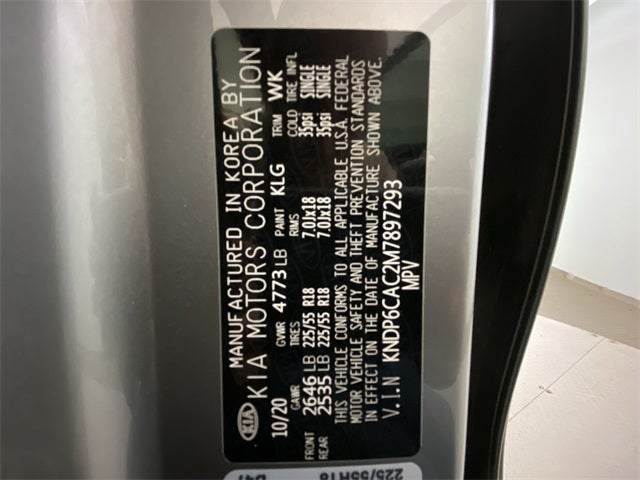 MANUFACTURED IN KOREA BY
KIA KIA MOTORS CORPORATION
10/20 GVWR 4773 LB PAINT KLG TRIM WK
GAWR TIRES RIMS COLD TIRE INFL
FRONT 2646 LB 225/55 R18 7.0Jx18 35psi SINGLE
REAR 2535 LB 225/55 R18 7.0Jx18 35psi SINGLE
THIS VEHICLE CONFORMS TO ALL APPLICABLE U.S.A. FEDERAL
MOTOR VEHICLE SAFETY AND THEFT PREVENTION STANDARDS
IN EFFECT ON THE DATE OF MANUFACTURE SHOWN ABOVE.
V.I.N KNDP6CAC2M7897293
MPV
225/55R18